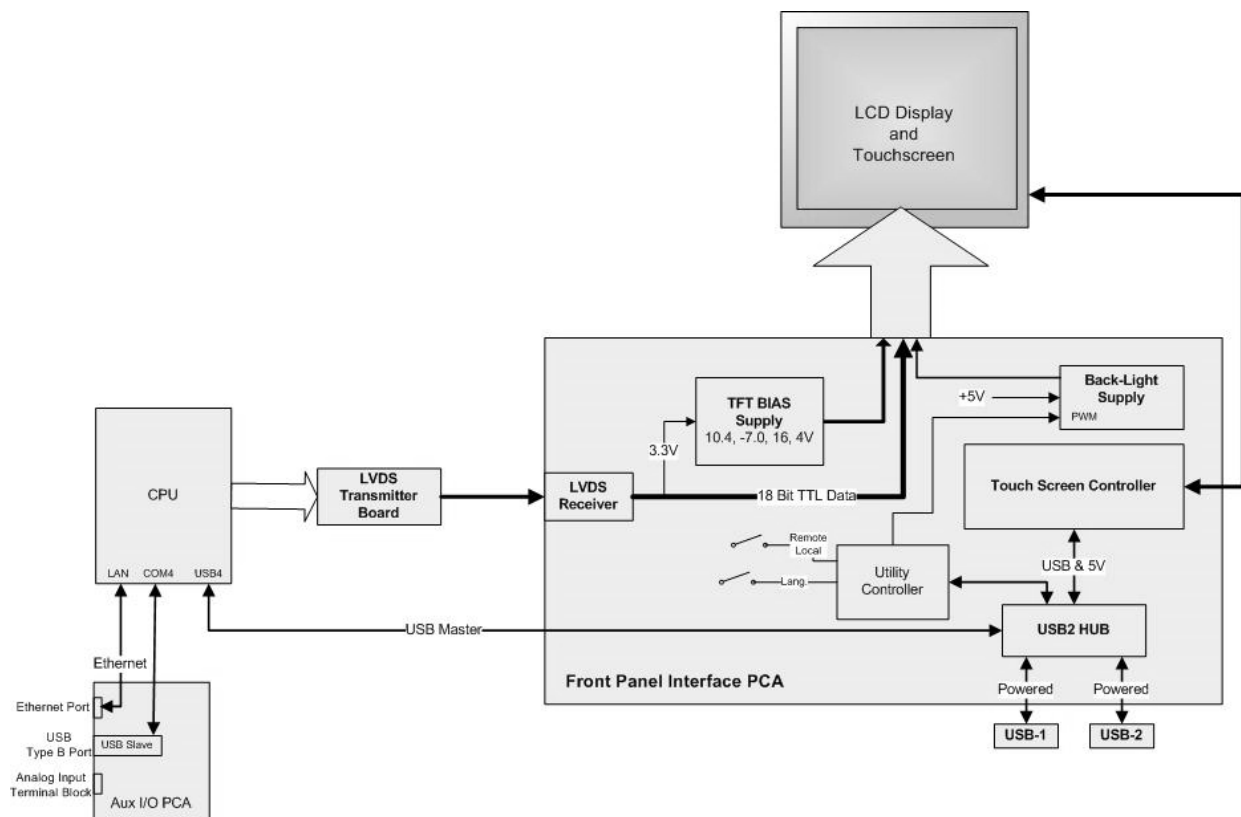 LCD Display
and
Touchscreen
TFT BIAS
Supply
10.4, -7.0, 16, 4V
Back-Light
Supply
+5V
PWM
3.3V
CPU
LVDS
Transmitter
Board
LVDS
Receiver
18 Bit TTL Data
Touch Screen Controller
Remote
Local
Lang.
Utility
Controller
USB & 5V
LAN
COM4
USB4
USB Master
USB2 HUB
Ethernet
Front Panel Interface PCA
Powered
Powered
USB-1
USB-2
Ethernet Port
USB
Type B Port
USB Slave
Analog Input
Terminal Block
Aux I/O PCA